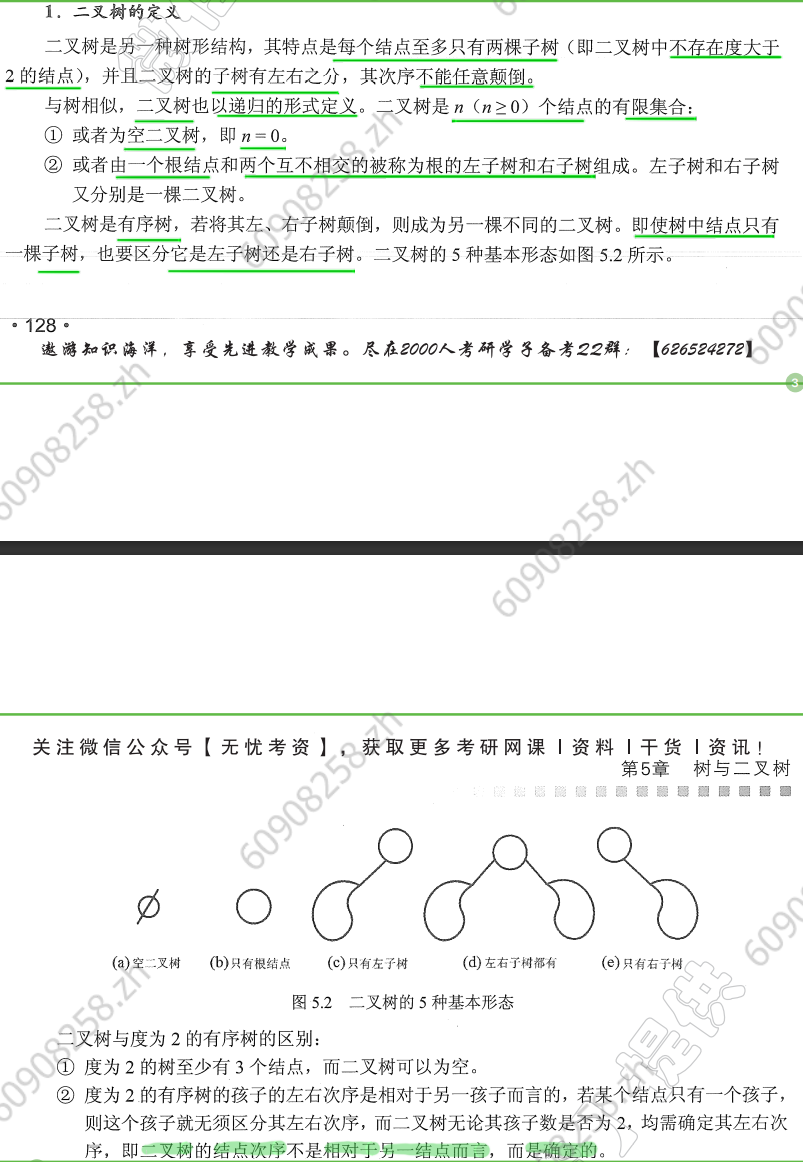 1．二叉树的定义
二叉树是另一种树形结构，其特点是每个结点至多只有两棵子树（即二叉树中不存在度大于
2 的结点），并且二叉树的子树有左右之分，其次序不能任意颠倒。
与树相似，二叉树也以递归的形式定义。二叉树是 n（n ≥ 0）个结点的有限集合：
① 或者为空二叉树，即 n = 0。
② 或者由一个根结点和两个互不相交的被称为根的左子树和右子树组成。左子树和右子树
又分别是一棵二叉树。
二叉树是有序树，若将其左、右子树颠倒，则成为另一棵不同的二叉树。即使树中结点只有
一棵子树，也要区分它是左子树还是右子树。二叉树的 5 种基本形态如图 5.2 所示。
·128·
遨游知识海洋，享受先进教学成果。尽在2000人考研学子备考22群：【626524272】
3
60908258.zh
60908258.zh
60908258.zh
关注微信公众号【无忧考资】，获取更多考研网课丨资料丨干货丨资讯！
第5章 树与二叉树
60908258.zh
(a) 空二叉树 (b) 只有根结点 (c) 只有左子树 (d) 左右子树都有 (e) 只有右子树
图 5.2 二叉树的 5 种基本形态
60908258.zh
提供
二叉树与度为 2 的有序树的区别：
① 度为 2 的树至少有 3 个结点，而二叉树可以为空。
② 度为 2 的有序树的孩子的左右次序是相对于另一孩子而言的，若某个结点只有一个孩子，
则这个孩子就无须区分其左右次序，而二叉树无论其孩子数是否为 2，均需确定其左右次
序，即二叉树的结点次序不是相对于另一结点而言，而是确定的。